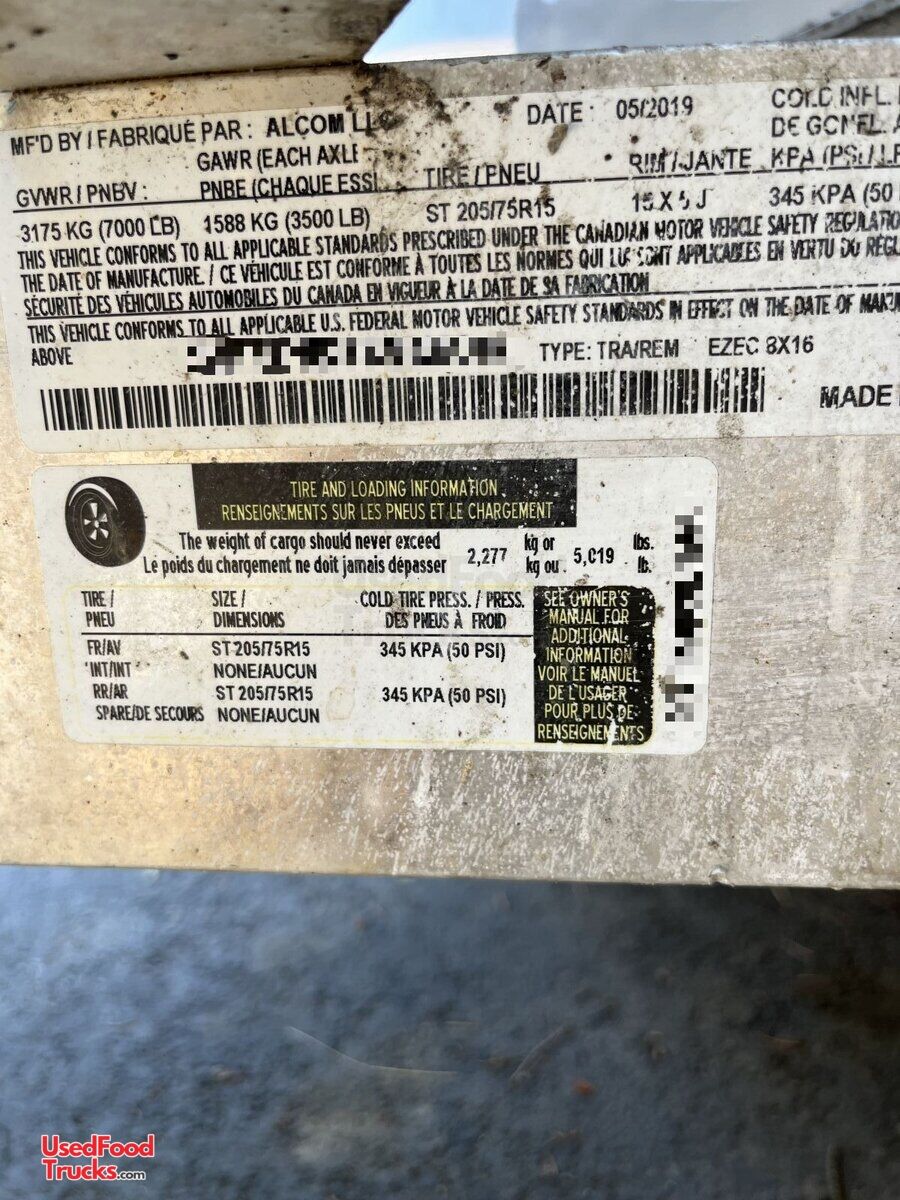 MF'D BY / FABRIQUÉ PAR : ALCOM DATE : 05/2019 COLD INFL.
GVWR / PNBV : GAWR (EACH AXLE TIRE / PNEU RIM / JANTE KPA (PSI /
PNBE (CHAQUE ESSI
3175 KG (7000 LB) 1588 KG (3500 LB) ST 205/75R15 15 X 5 J 345 KPA (50
THIS VEHICLE CONFORMS TO ALL APPLICABLE STANDARDS PRESCRIBED UNDER THE CANADIAN MOTOR VEHICLE SAFETY
THE DATE OF MANUFACTURE. / CE VÉHICULE EST CONFORME À TOUTES LES NORMES QUI LUI SONT APPLICABLES EN VERTU DU
SÉCURITÉ DES VÉHICULES AUTOMOBILES DU CANADA EN VIGUEUR À LA DATE DE SA FABRICATION
THIS VEHICLE CONFORMS TO ALL APPLICABLE U.S. FEDERAL MOTOR VEHICLE SAFETY STANDARDS IN EFFECT ON THE DATE OF
ABOVE TYPE: TRA/REM EZEC 8X16
MADE
TIRE AND LOADING INFORMATION
RENSEIGNEMENTS SUR LES PNEUS ET LE CHARGEMENT
The weight of cargo should never exceed 2,277 kg or 5,019 lbs.
Le poids du chargement ne doit jamais dépasser kg ou lb.
TIRE / SIZE / COLD TIRE PRESS. / PRESS.
PNEU DIMENSIONS DES PNEUS À FROID
FR/AV ST 205/75R15 345 KPA (50 PSI)
INT/INT NONE/AUCUN
RR/AR ST 205/75R15 345 KPA (50 PSI)
SPARE/DE SECOURS NONE/AUCUN
SEE OWNER'S
MANUAL FOR
ADDITIONAL
INFORMATION
VOIR LE MANUEL
DE L'USAGER
POUR PLUS DE
RENSEIGNEMENTS
UsedFood
Trucks.com